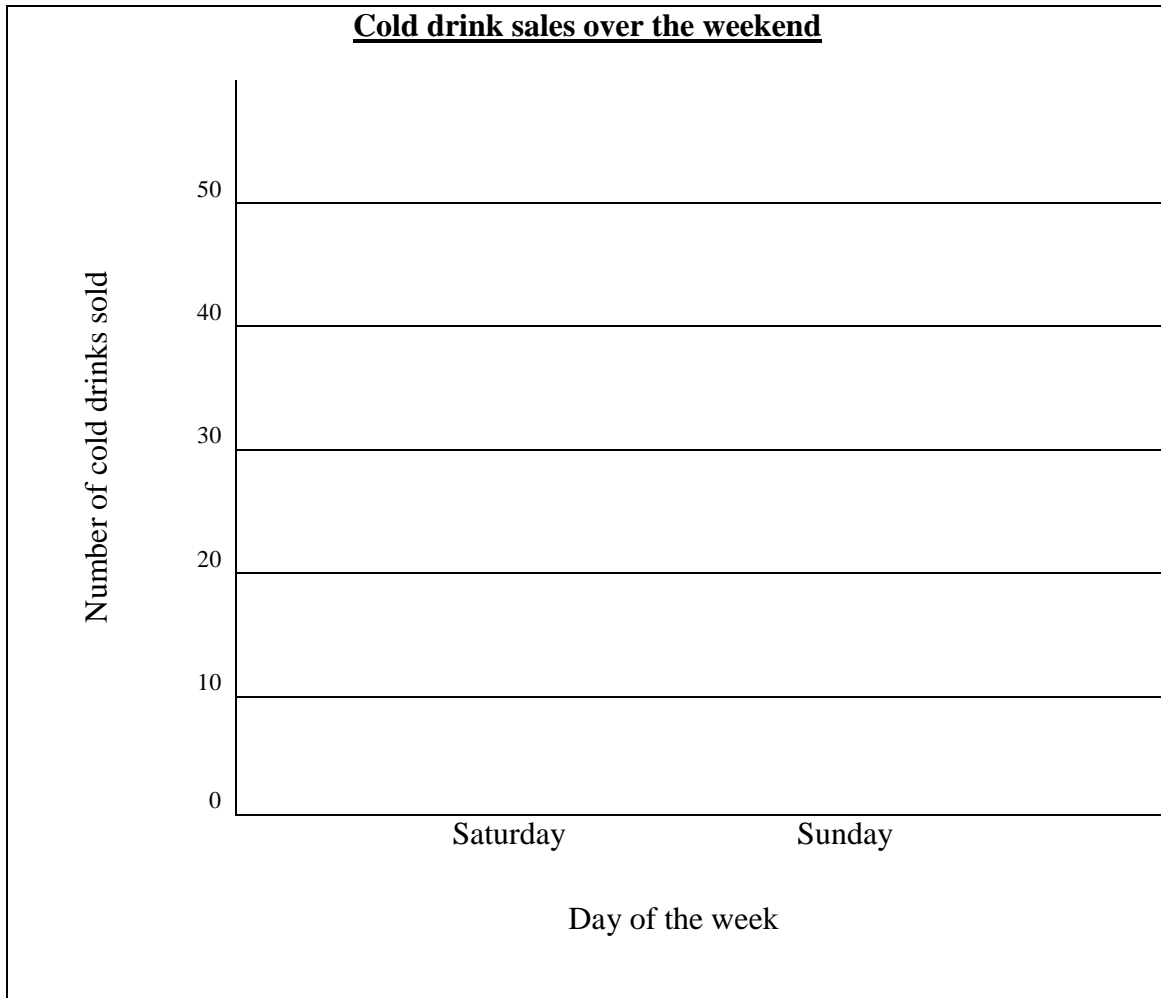 Cold drink sales over the weekend
50
40
30
20
10
0
Number of cold drinks sold
Saturday Sunday
Day of the week